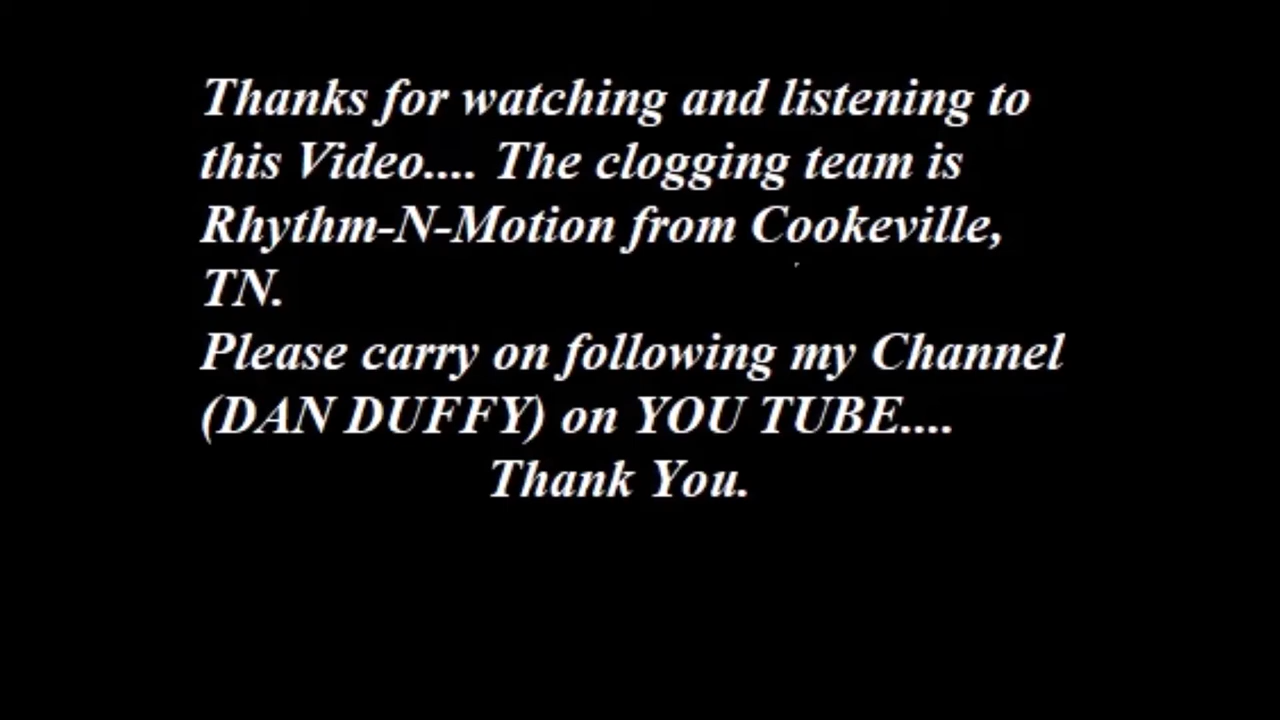 Thanks for watching and listening to
this Video.... The clogging team is
Rhythm-N-Motion from Cookeville,
TN.
Please carry on following my Channel
(DAN DUFFY) on YOU TUBE....
Thank You.